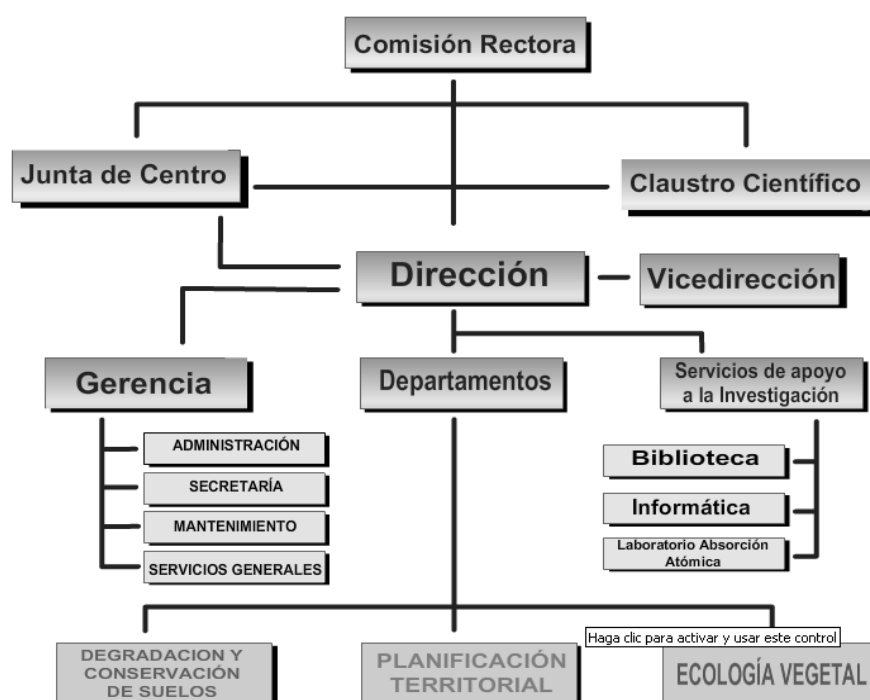 Comisión Rectora
Junta de Centro
Claustro Científico
Dirección
Vicedirección
Gerencia
Departamentos
Servicios de apoyo
a la Investigación
ADMINISTRACIÓN
SECRETARÍA
MANTENIMIENTO
SERVICIOS GENERALES
Biblioteca
Informática
Laboratorio Absorción
Atómica
Haga clic para activar y usar este control
DEGRADACION Y
CONSERVACIÓN
DE SUELOS
PLANIFICACIÓN
TERRITORIAL
ECOLOGÍA VEGETAL